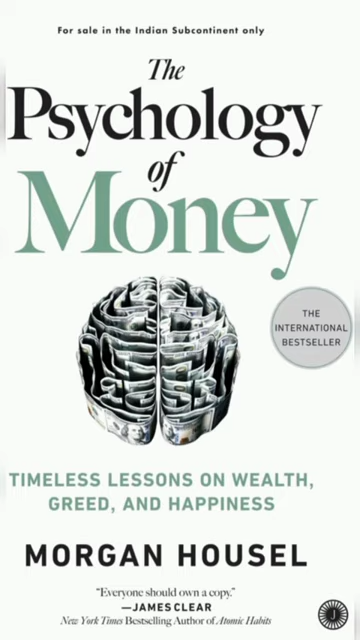 For sale in the Indian Subcontinent only
The
Psychology
of
Money
THE
INTERNATIONAL
BESTSELLER
TIMELESS LESSONS ON WEALTH,
GREED, AND HAPPINESS
MORGAN HOUSEL
"Everyone should own a copy."
—JAMES CLEAR
New York Times Bestselling Author of Atomic Habits
J